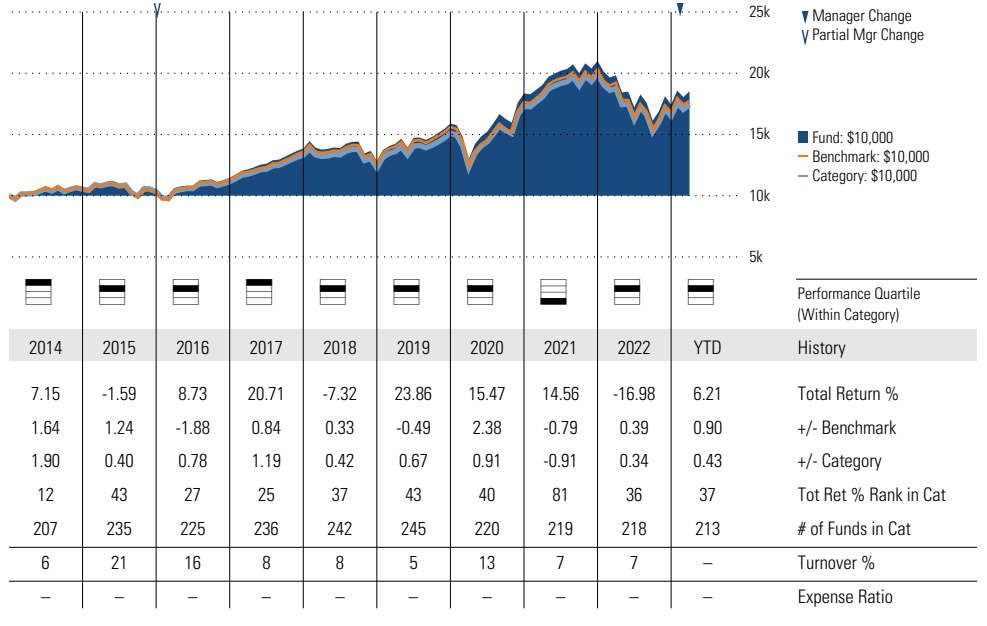 25k
▼ Manager Change
Partial Mgr Change
20k
15k
Fund: $10,000
Benchmark: $10,000
Category: $10,000
10k
5k
Performance Quartile
(Within Category)
2014 2015 2016 2017 2018 2019 2020 2021 2022 YTD History
7.15 -1.59 8.73 20.71 -7.32 23.86 15.47 14.56 -16.98 6.21 Total Return %
1.64 1.24 -1.88 0.84 0.33 -0.49 2.38 -0.79 0.39 0.90 +/- Benchmark
1.90 0.40 0.78 1.19 0.42 0.67 0.91 -0.91 0.34 0.43 +/- Category
12 43 27 25 37 43 40 81 36 37 Tot Ret % Rank in Cat
207 235 225 236 242 245 220 219 218 213 # of Funds in Cat
6 21 16 8 8 5 13 7 7 – Turnover %
– – – – – – – – – – Expense Ratio